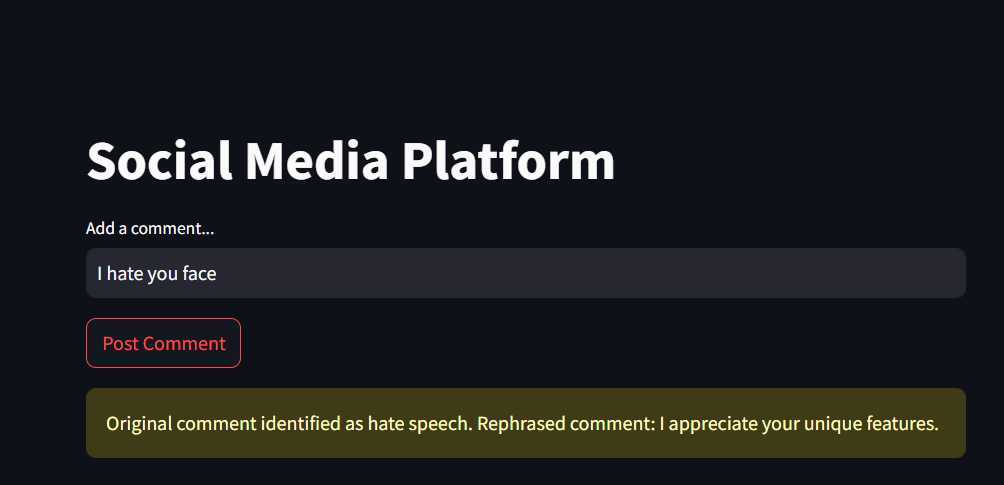 Social Media Platform
Add a comment...
I hate you face
Post Comment
Original comment identified as hate speech. Rephrased comment: I appreciate your unique features.